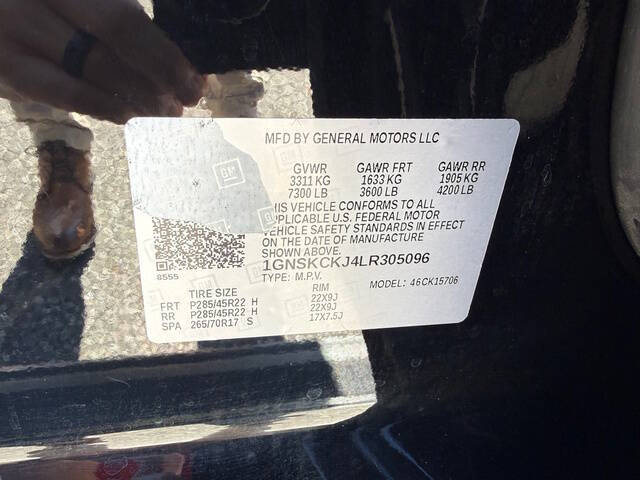 MFD BY GENERAL MOTORS LLC
GVWR GAWR FRT GAWR RR
3311 KG 1633 KG 1905 KG
7300 LB 3600 LB 4200 LB
THIS VEHICLE CONFORMS TO ALL
APPLICABLE U.S. FEDERAL MOTOR
VEHICLE SAFETY STANDARDS IN EFFECT
ON THE DATE OF MANUFACTURE
SHOWN ABOVE.
1GNSKCKJ4LR305096
TYPE: M.P.V. MODEL: 46CK15706
8555
TIRE SIZE RIM
FRT P285/45R22 H 22X9J
RR P285/45R22 H 22X9J
SPA 265/70R17 S 17X7.5J
GM